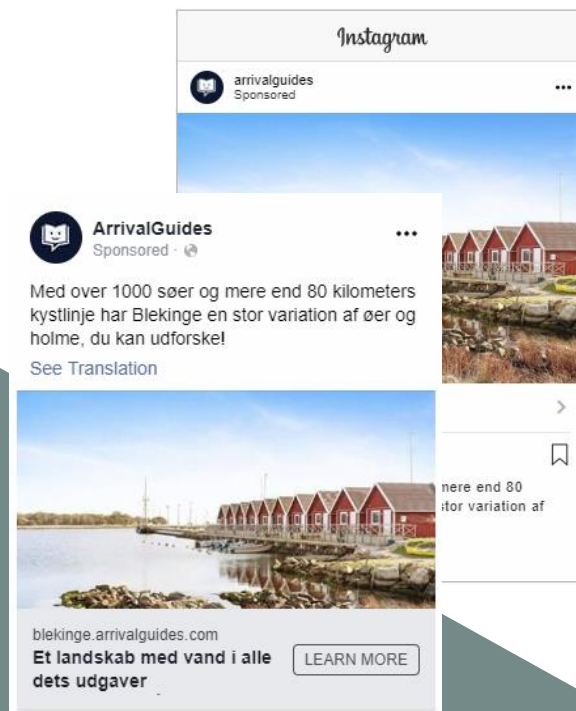 Instagram
arrivalguides
Sponsored
ArrivalGuides
Sponsored ·
Med over 1000 søer og mere end 80 kilometers
kystlinje har Blekinge en stor variation af øer og
holme, du kan udforske!
See Translation
blekinge.arrivalguides.com
Et landskab med vand i alle
dets udgaver
LEARN MORE
mere end 80
stor variation af